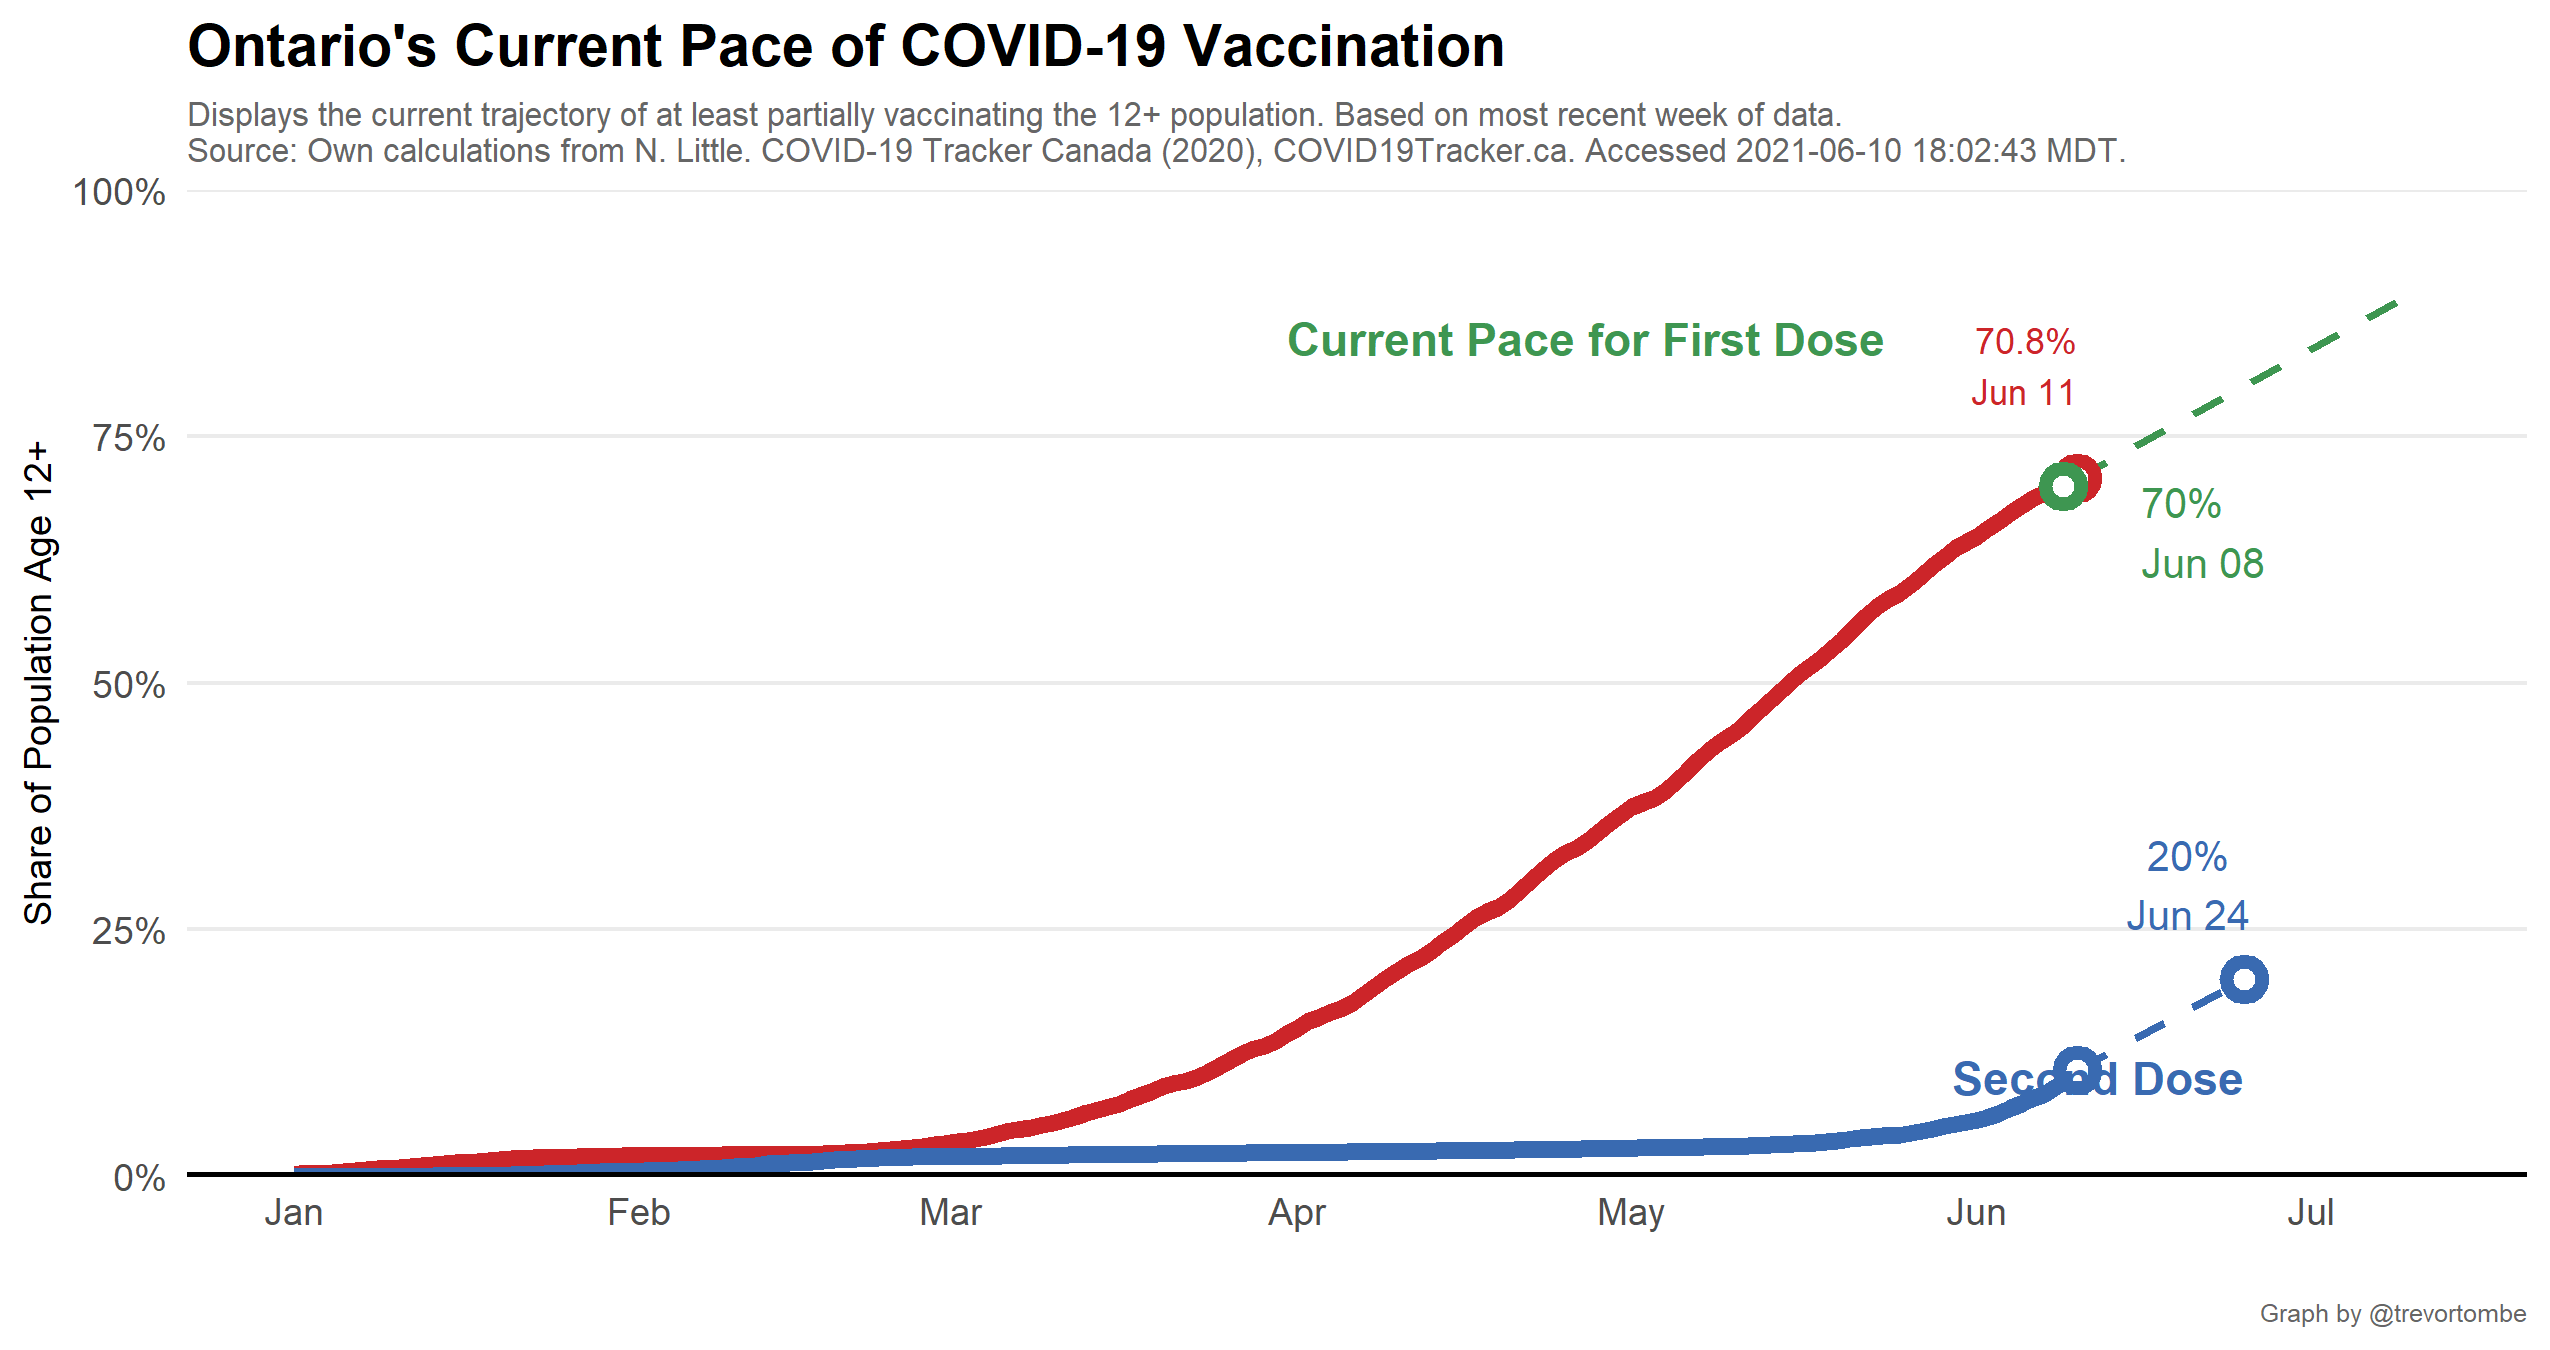 Ontario's Current Pace of COVID-19 Vaccination
Displays the current trajectory of at least partially vaccinating the 12+ population. Based on most recent week of data.
Source: Own calculations from N. Little. COVID-19 Tracker Canada (2020), COVID19Tracker.ca. Accessed 2021-06-10 18:02:43 MDT.
Share of Population Age 12+
100%
75%
50%
25%
0%
Current Pace for First Dose
70.8%
Jun 11
70%
Jun 08
20%
Jun 24
Second Dose
Jan
Feb
Mar
Apr
May
Jun
Jul
Graph by @trevortombe